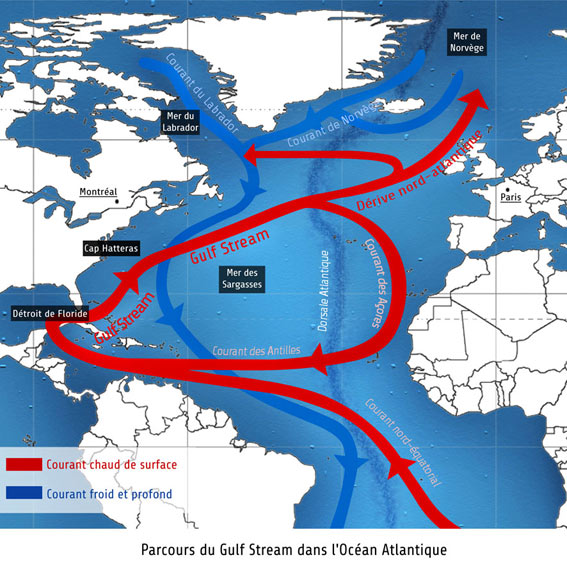 Mer de
Norvège
Courant du Labrador
Mer du
Labrador
Courant de Norvège
Dérive nord-atlantique
Montréal
Paris
Cap Hatteras
Gulf Stream
Mer des
Sargasses
Dorsale Atlantique
Courant des Açores
Détroit de Floride
Gulf Stream
Courant des Antilles
Courant nord-équatorial
Courant chaud de surface
Courant froid et profond
Parcours du Gulf Stream dans l'Océan Atlantique